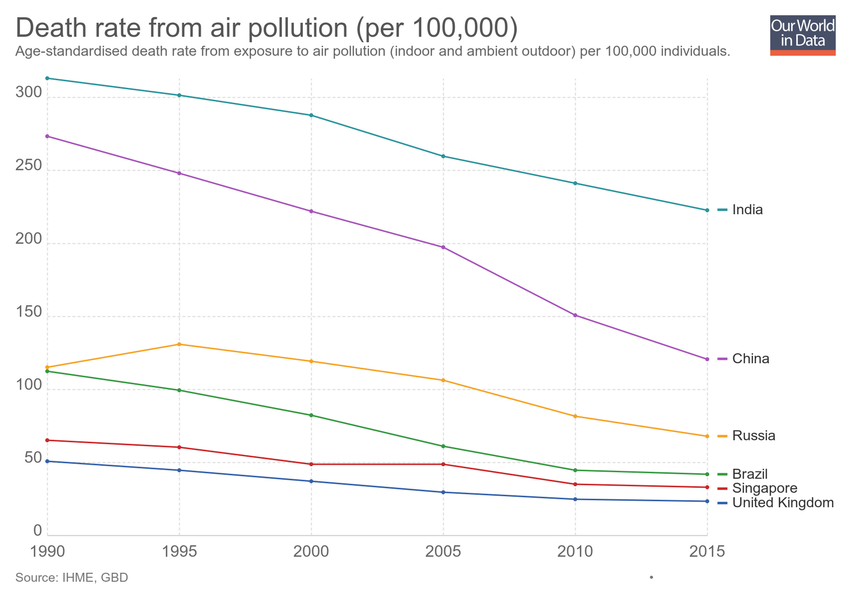 Death rate from air pollution (per 100,000)
Age-standardised death rate from exposure to air pollution (indoor and ambient outdoor) per 100,000 individuals.
Our World
in Data
300
250
200
150
100
50
0
1990
1995
2000
2005
2010
2015
India
China
Russia
Brazil
Singapore
United Kingdom
Source: IHME, GBD